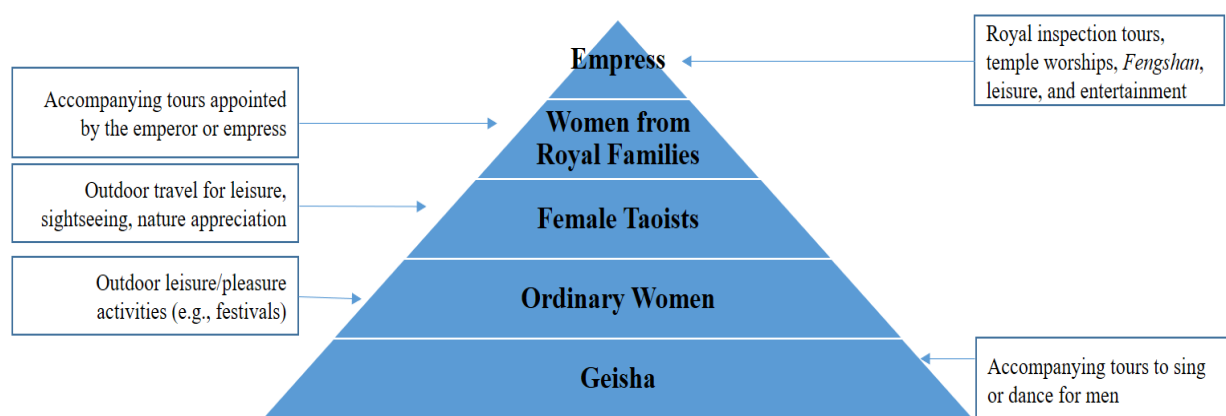 Empress
Royal inspection tours,
temple worships, Fengshan,
leisure, and entertainment
Accompanying tours appointed
by the emperor or empress
Women from
Royal Families
Outdoor travel for leisure,
sightseeing, nature appreciation
Female Taoists
Outdoor leisure/pleasure
activities (e.g., festivals)
Ordinary Women
Geisha
Accompanying tours to sing
or dance for men